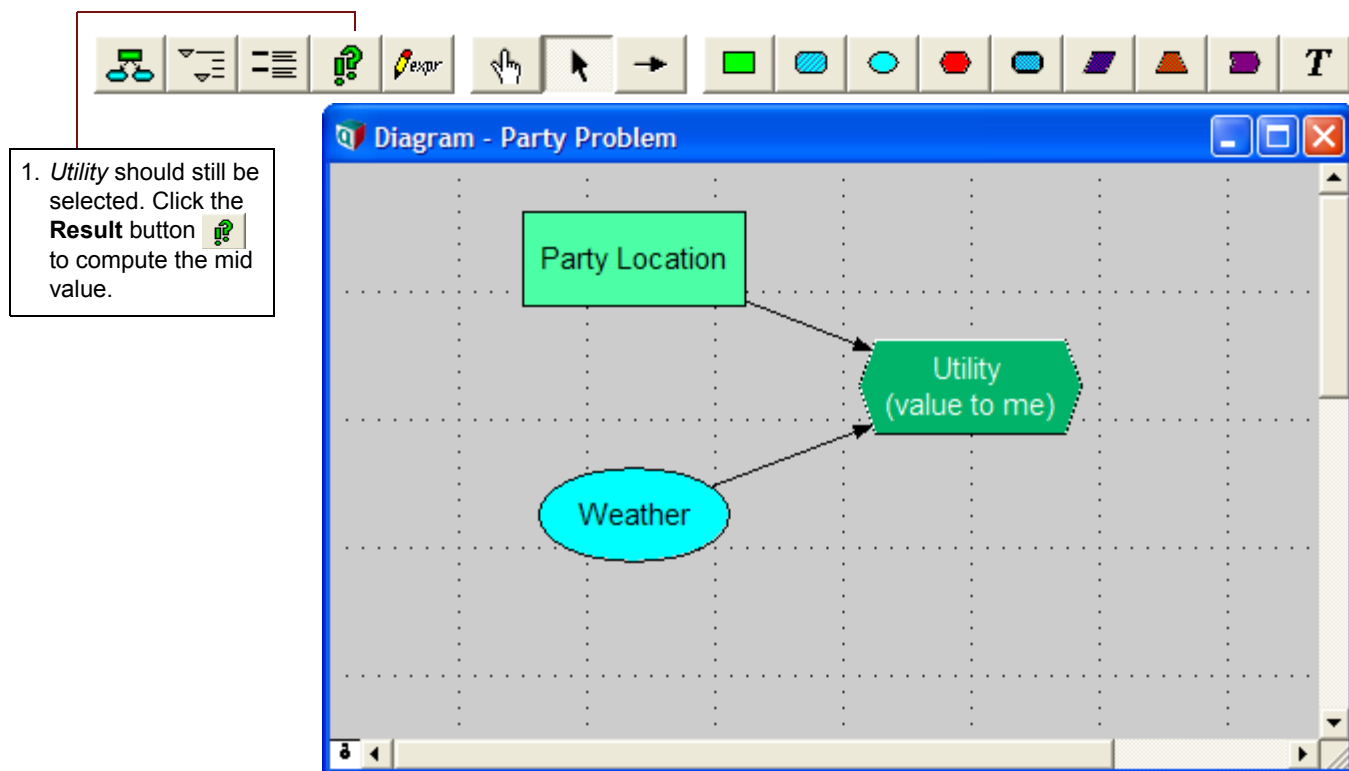 expr
T
Diagram - Party Problem
1. Utility should still be
selected. Click the
Result button
to compute the mid
value.
Party Location
Utility
(value to me)
Weather